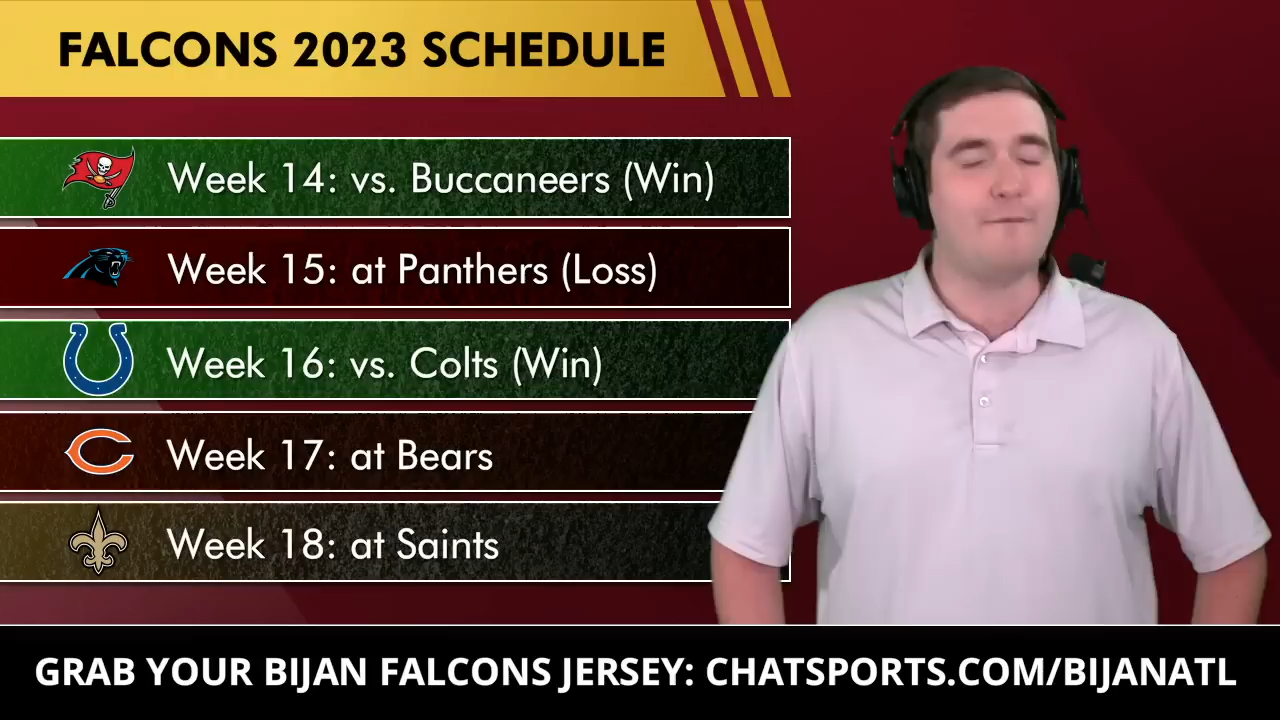 FALCONS 2023 SCHEDULE
Week 14: vs. Buccaneers (Win)
Week 15: at Panthers (Loss)
Week 16: vs. Colts (Win)
Week 17: at Bears
Week 18: at Saints
GRAB YOUR BIJAN FALCONS JERSEY: CHATSPORTS.COM/BIJANATL